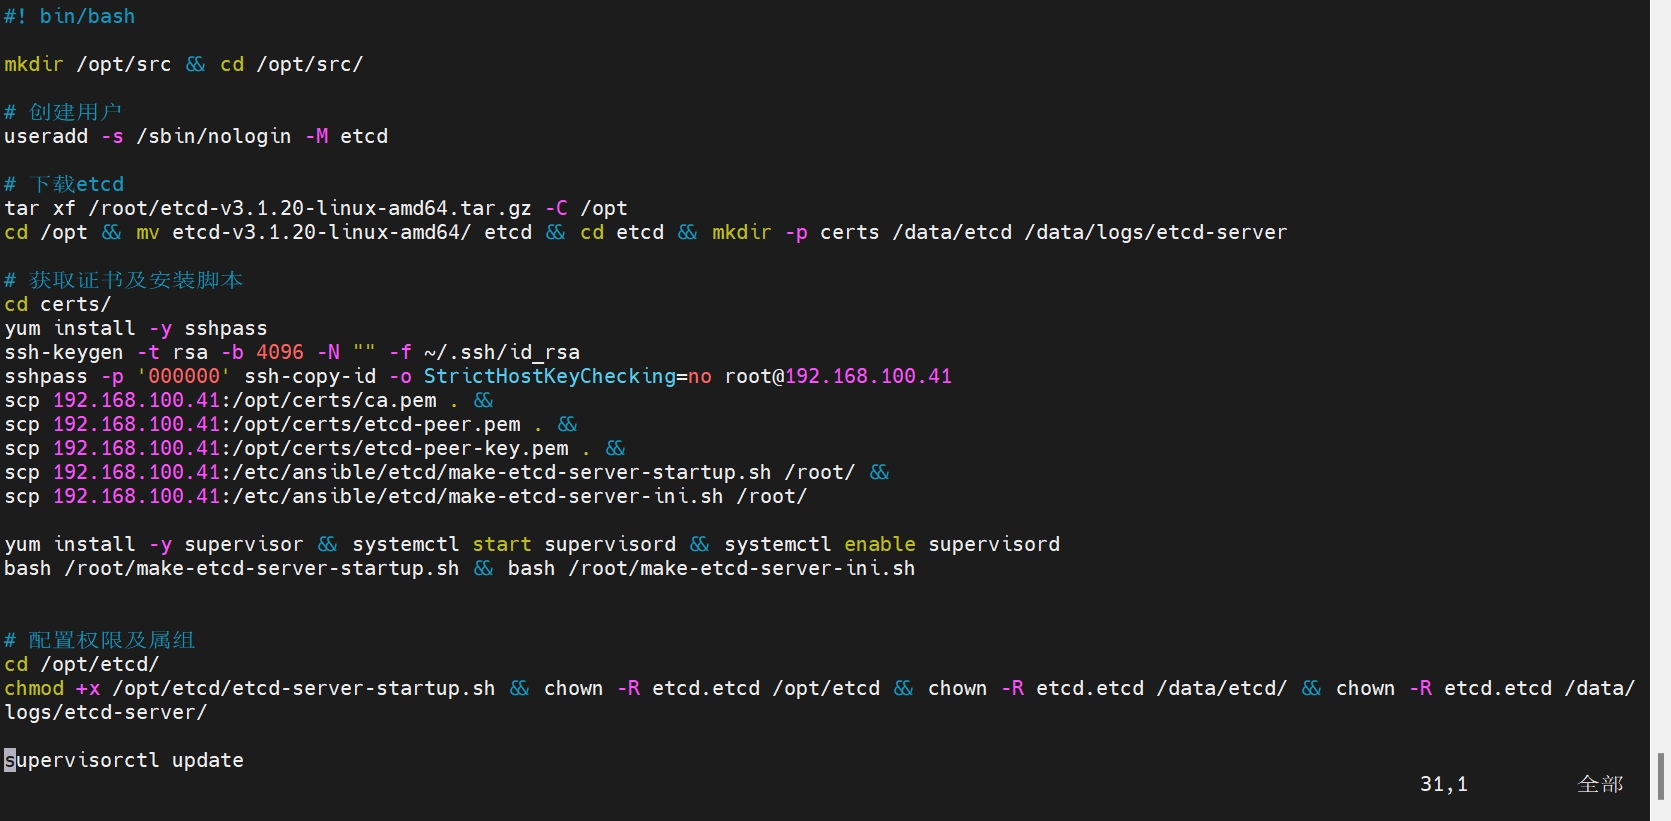 #! bin/bash
mkdir /opt/src && cd /opt/src/
# 创建用户
useradd -s /sbin/nologin -M etcd
# 下载etcd
tar xf /root/etcd-v3.1.20-linux-amd64.tar.gz -C /opt
cd /opt && mv etcd-v3.1.20-linux-amd64/ etcd && cd etcd && mkdir -p certs /data/etcd /data/logs/etcd-server
# 获取证书及安装脚本
cd certs/
yum install -y sshpass
ssh-keygen -t rsa -b 4096 -N "" -f ~/.ssh/id_rsa
sshpass -p '000000' ssh-copy-id -o StrictHostKeyChecking=no root@192.168.100.41
scp 192.168.100.41:/opt/certs/ca.pem . &&
scp 192.168.100.41:/opt/certs/etcd-peer.pem . &&
scp 192.168.100.41:/opt/certs/etcd-peer-key.pem . &&
scp 192.168.100.41:/etc/ansible/etcd/make-etcd-server-startup.sh /root/ &&
scp 192.168.100.41:/etc/ansible/etcd/make-etcd-server-ini.sh /root/
yum install -y supervisor && systemctl start supervisord && systemctl enable supervisord
bash /root/make-etcd-server-startup.sh && bash /root/make-etcd-server-ini.sh
# 配置权限及属组
cd /opt/etcd/
chmod +x /opt/etcd/etcd-server-startup.sh && chown -R etcd.etcd /opt/etcd && chown -R etcd.etcd /data/etcd/ && chown -R etcd.etcd /data/
logs/etcd-server/
supervisorctl update
31,1 全部